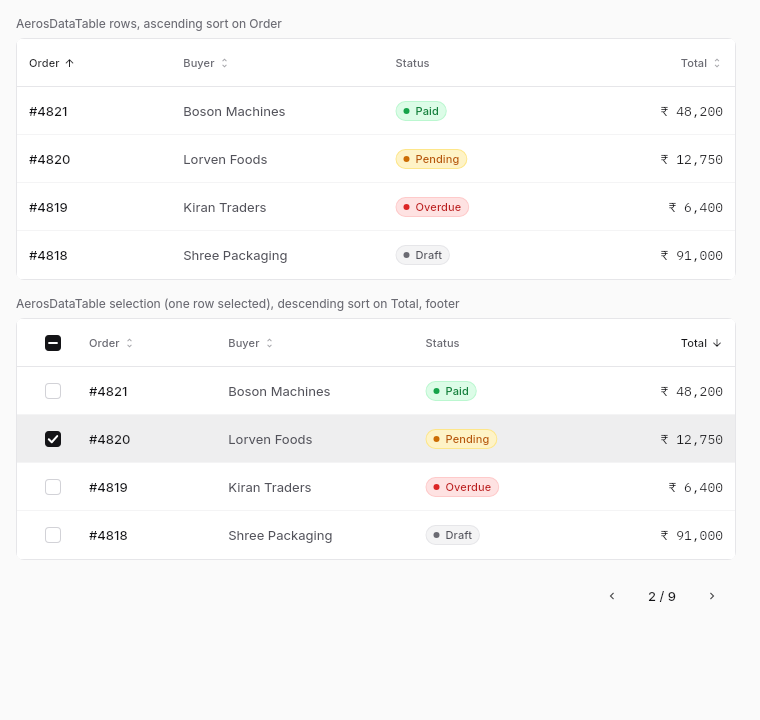 AerosDataTable rows, ascending sort on Order
Order Buyer Status Total
#4821 Boson Machines Paid ₹ 48,200
#4820 Lorven Foods Pending ₹ 12,750
#4819 Kiran Traders Overdue ₹ 6,400
#4818 Shree Packaging Draft ₹ 91,000
AerosDataTable selection (one row selected), descending sort on Total, footer
Order Buyer Status Total
#4821 Boson Machines Paid ₹ 48,200
#4820 Lorven Foods Pending ₹ 12,750
#4819 Kiran Traders Overdue ₹ 6,400
#4818 Shree Packaging Draft ₹ 91,000
2 / 9